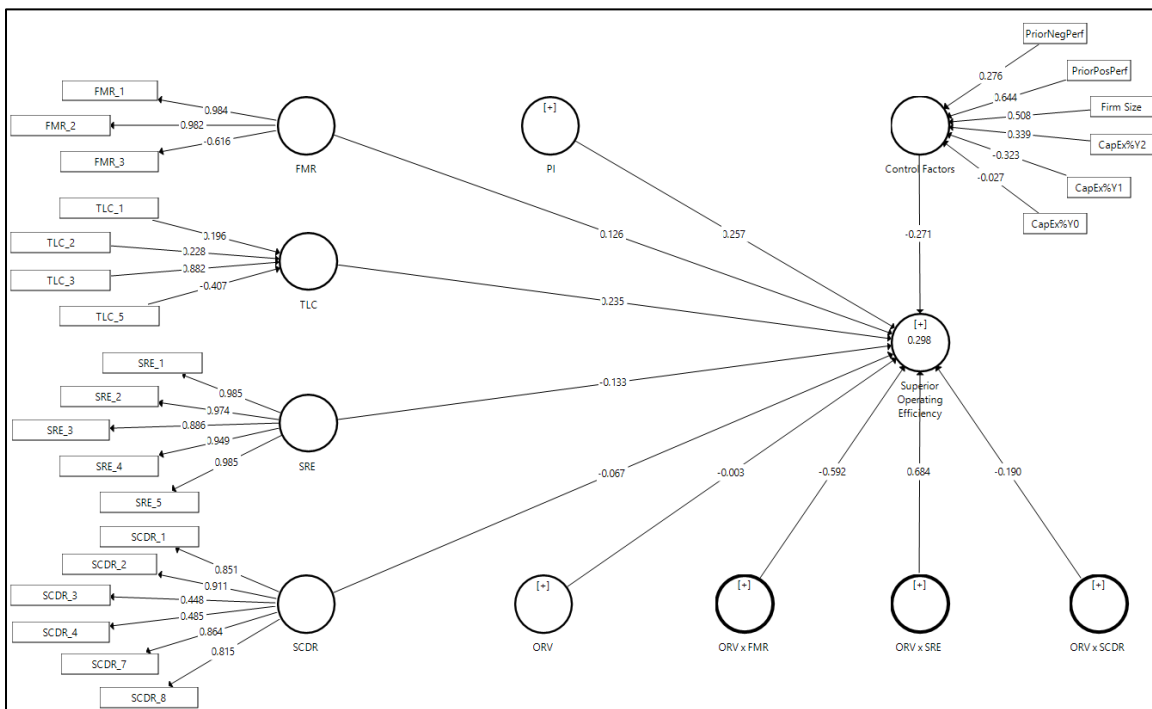 PriorNegPerf
PriorPosPerf
Firm Size
CapEx%Y2
CapEx%Y1
CapEx%Y0
0.276
0.644
0.508
0.339
-0.323
-0.027
Control Factors
-0.271
FMR_1
FMR_2
FMR_3
0.984
0.982
-0.616
FMR
0.126
[+]
PI
0.257
TLC_1
TLC_2
TLC_3
TLC_5
0.196
0.228
0.882
-0.407
TLC
0.235
[+]
0.298
Superior
Operating
Efficiency
SRE_1
SRE_2
SRE_3
SRE_4
SRE_5
0.985
0.974
0.886
0.949
0.985
SRE
-0.133
SCDR_1
SCDR_2
SCDR_3
SCDR_4
SCDR_7
SCDR_8
0.851
0.911
0.448
0.485
0.864
0.815
SCDR
-0.067
[+]
ORV
-0.003
[+]
ORV x FMR
-0.592
[+]
ORV x SRE
0.684
[+]
ORV x SCDR
-0.190